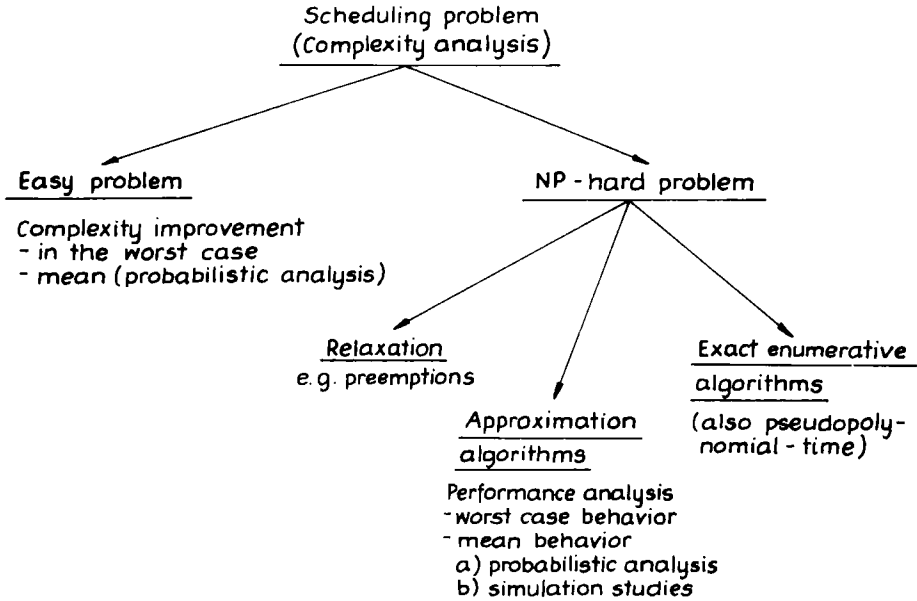 Scheduling problem
(Complexity analysis)
Easy problem
Complexity improvement
- in the worst case
- mean (probabilistic analysis)
NP - hard problem
Relaxation
e.g. preemptions
Approximation
algorithms
Performance analysis
- worst case behavior
- mean behavior
a) probabilistic analysis
b) simulation studies
Exact enumerative
algorithms
(also pseudopoly-
nomial - time)